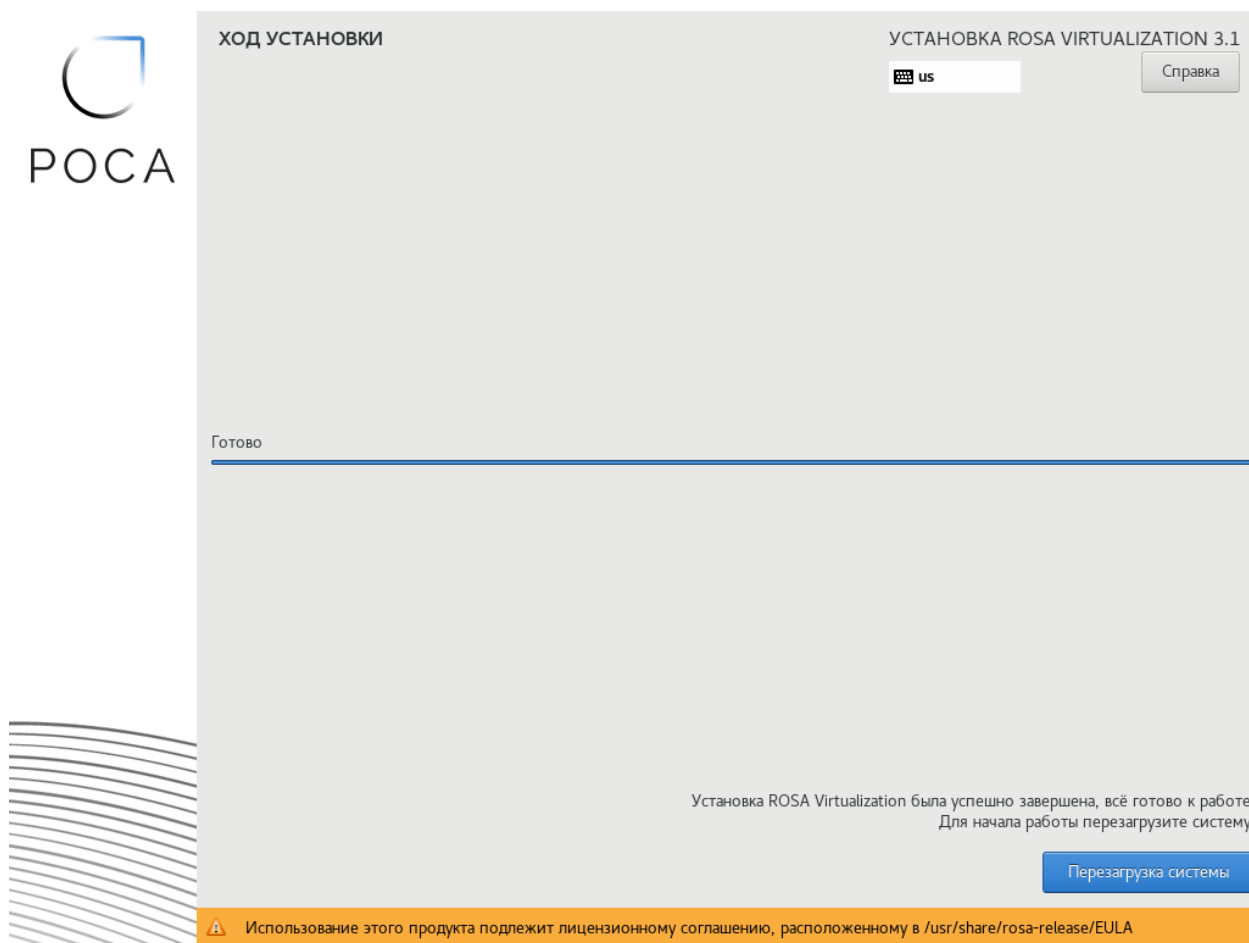 РОСА
ХОД УСТАНОВКИ
УСТАНОВКА ROSA VIRTUALIZATION 3.1
us
Справка
Готово
Установка ROSA Virtualization была успешно завершена, всё готово к работе
Для начала работы перезагрузите систему
Перезагрузка системы
Использование этого продукта подлежит лицензионному соглашению, расположенному в /usr/share/rosa-release/EULA